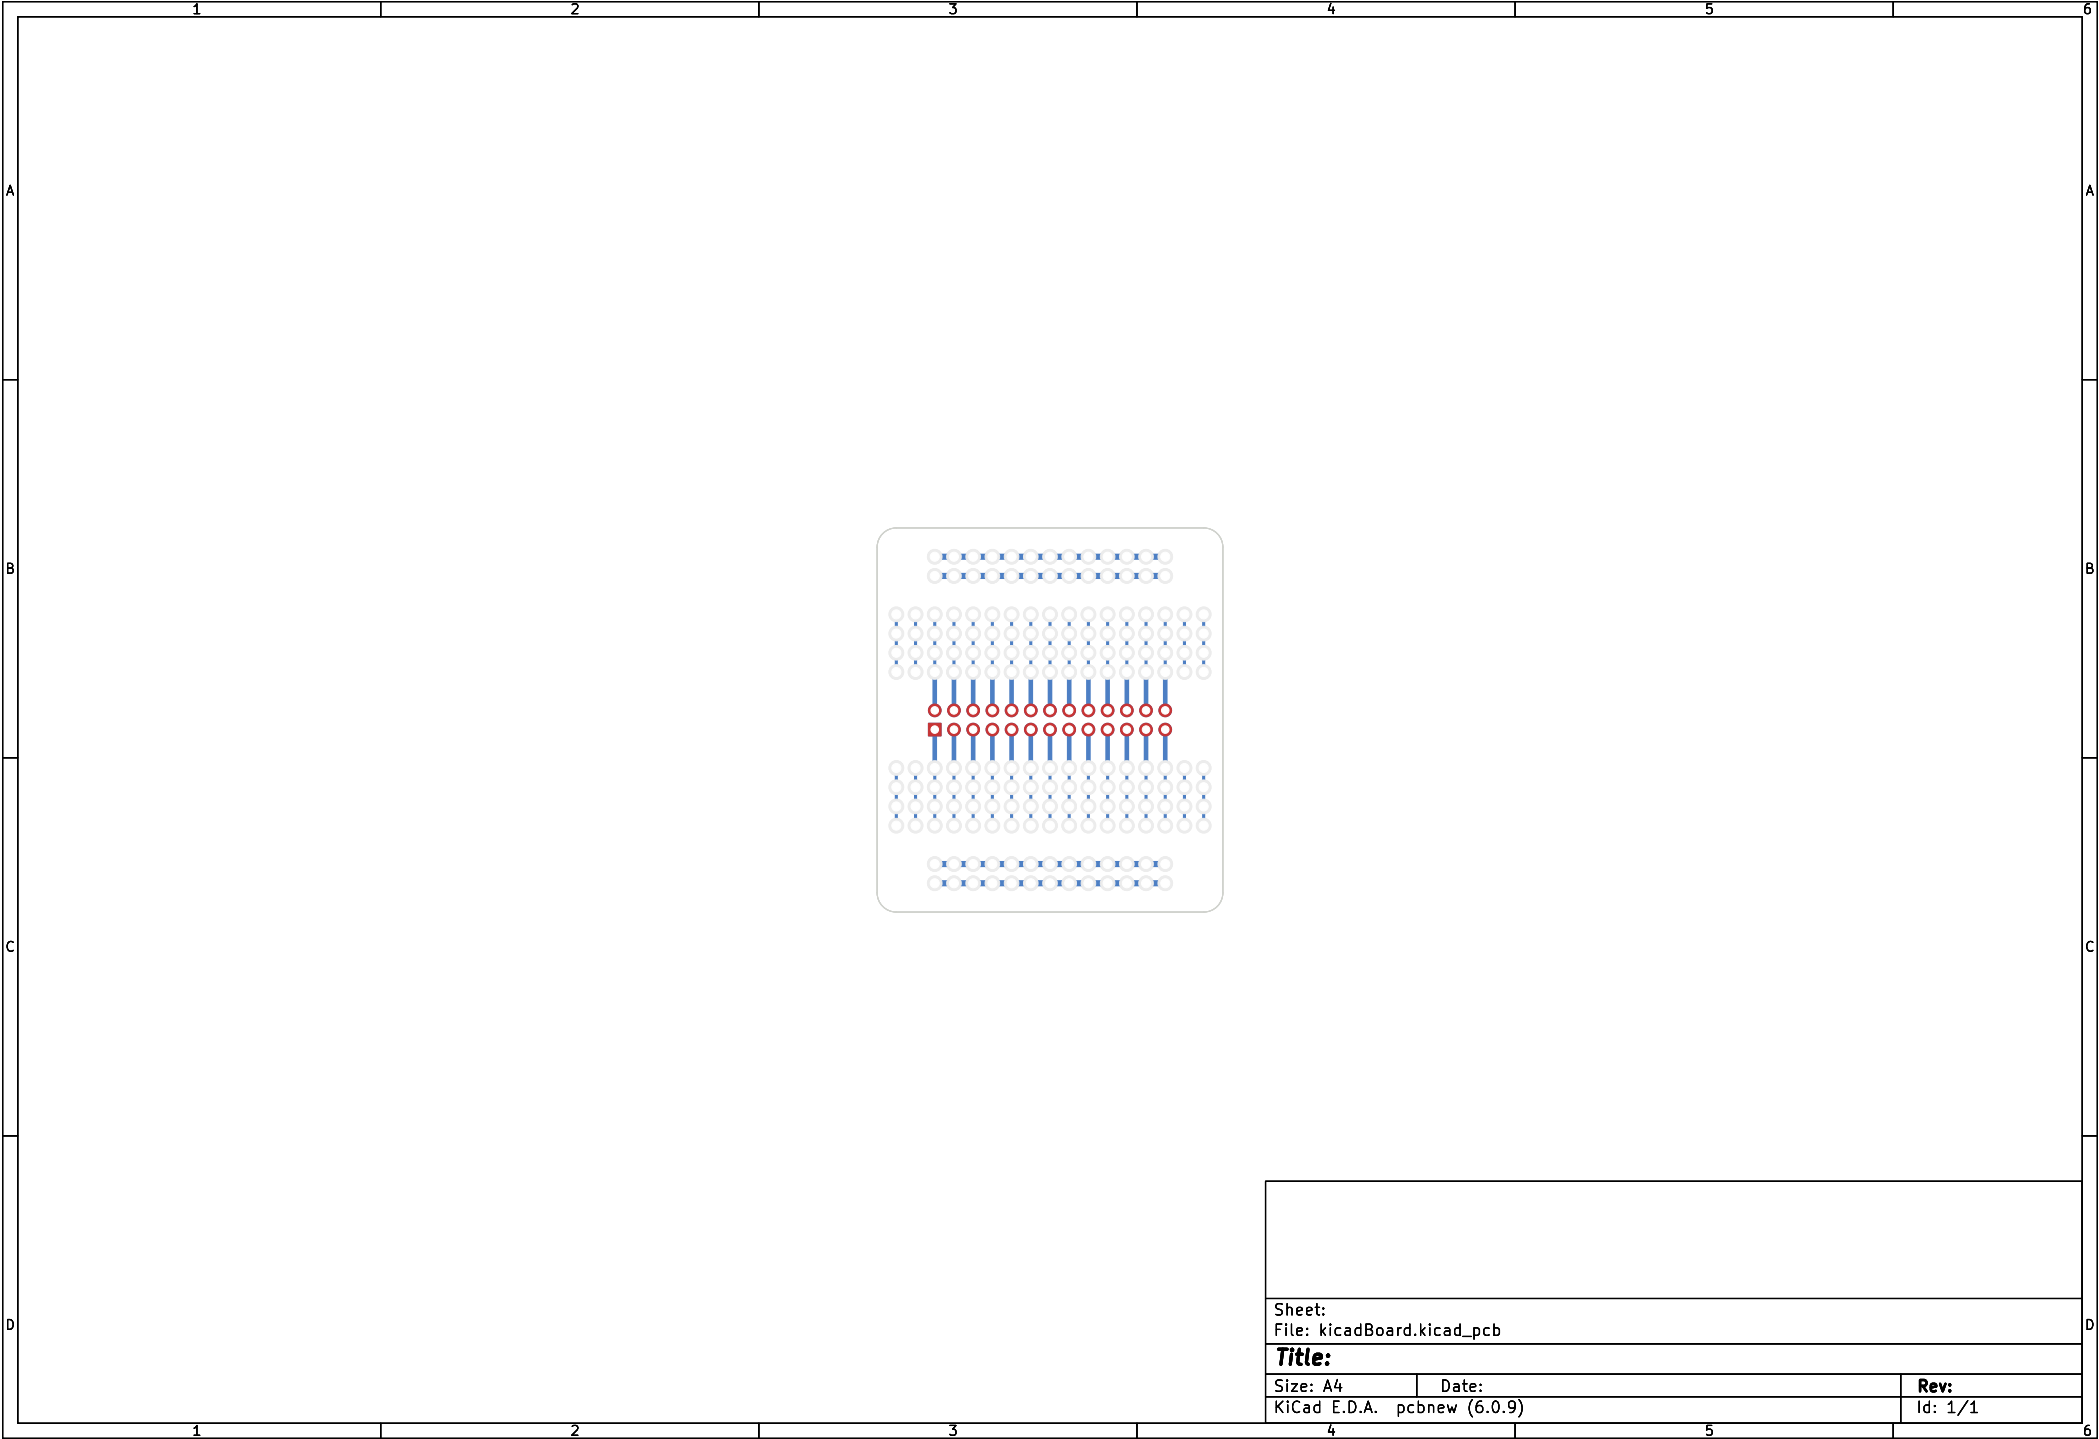 1 2 3 4 5 6
A A
B B
C C
D D
Sheet:
File: kicadBoard.kicad_pcb
Title:
Size: A4 Date: Rev:
KiCad E.D.A. pcbnew (6.0.9) Id: 1/1
1 2 3 4 5 6